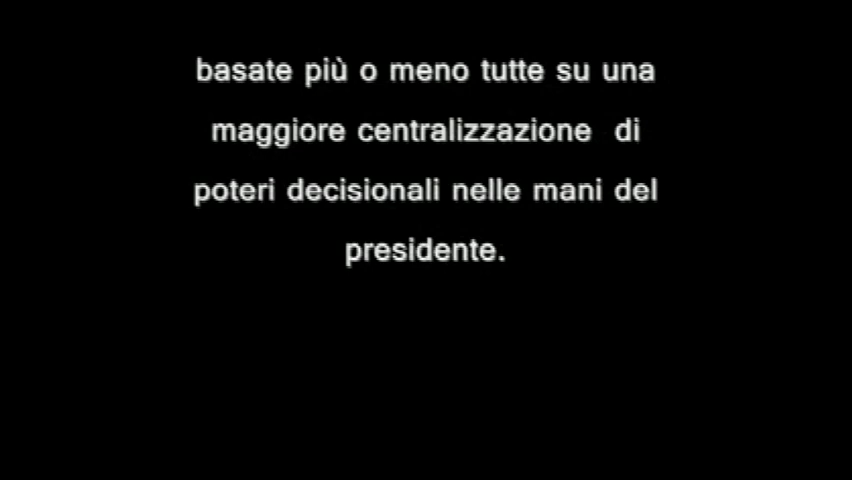 basate più o meno tutte su una
maggiore centralizzazione di
poteri decisionali nelle mani del
presidente.